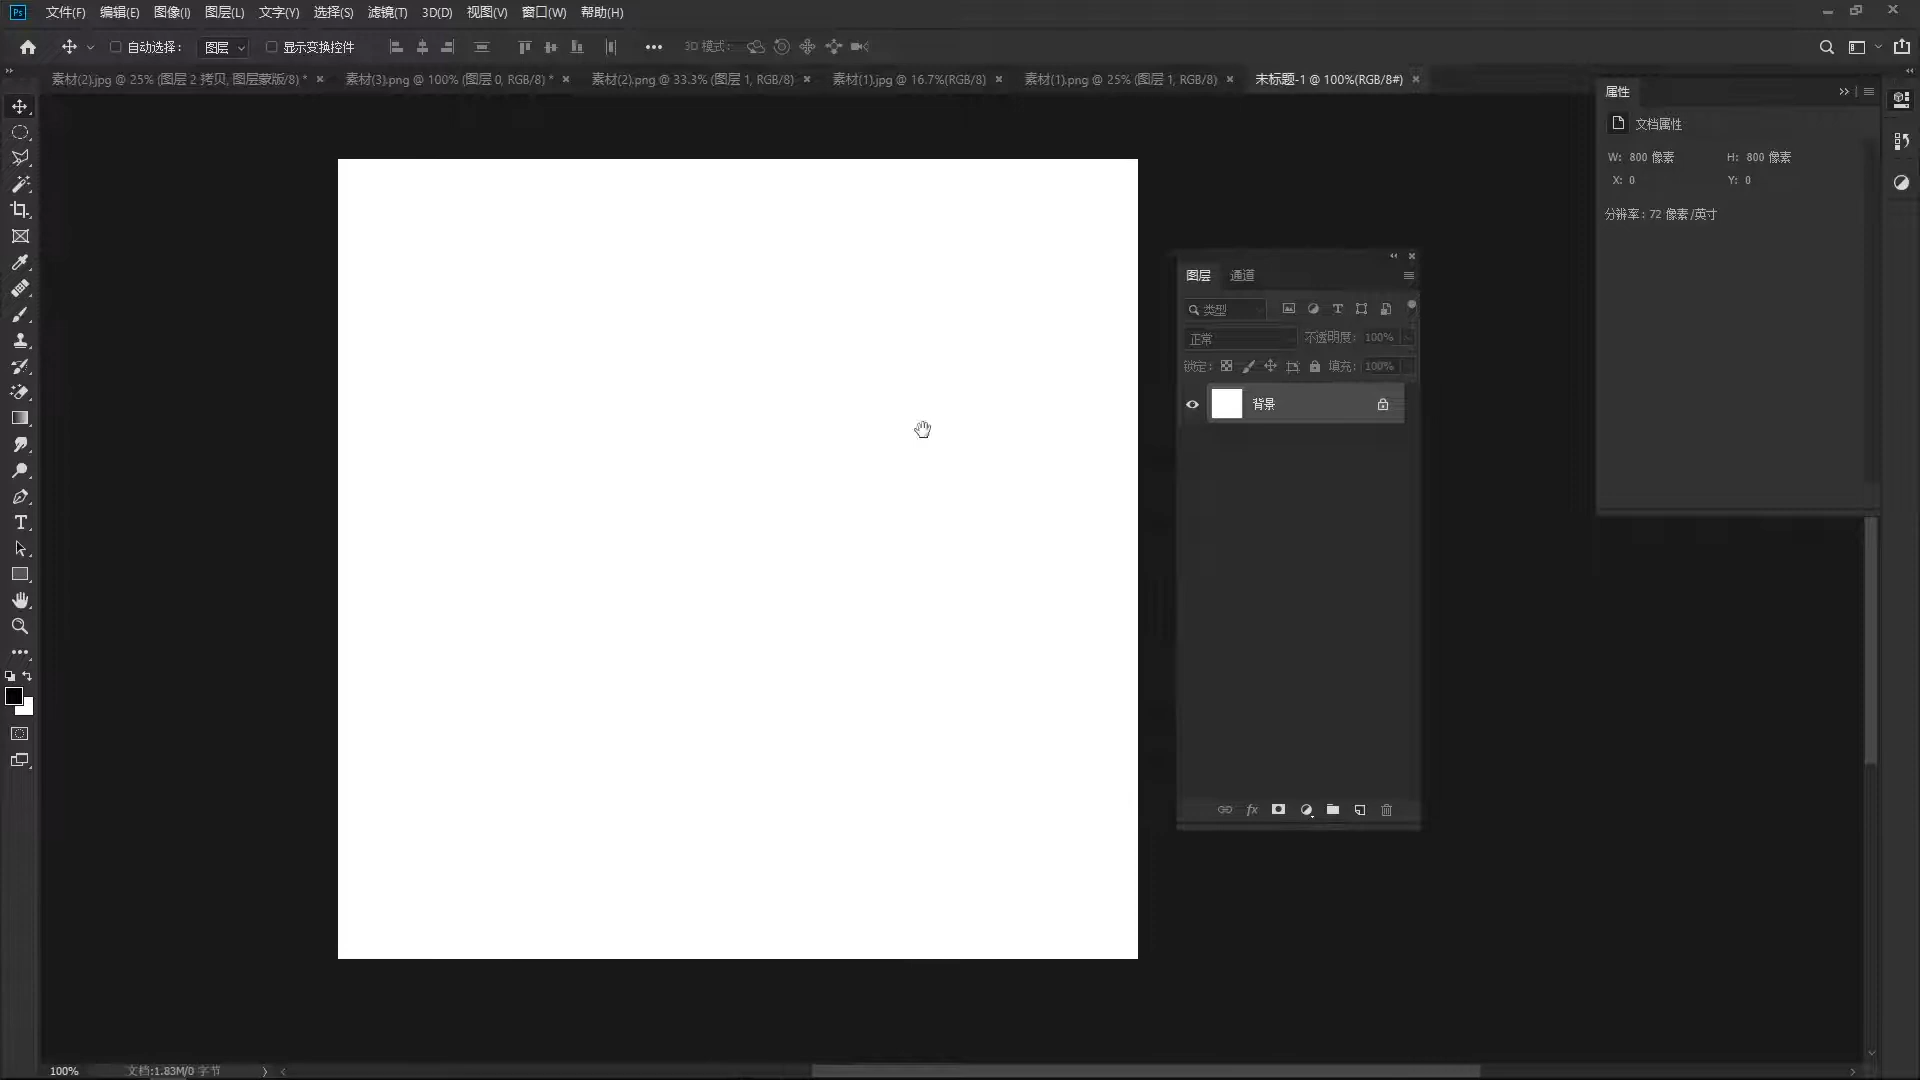 Ps 文件(F) 编辑(E) 图像(I) 图层(L) 文字(Y) 选择(S) 滤镜(T) 3D(D) 视图(V) 窗口(W) 帮助(H)
自动选择： 图层 显示变换控件 3D 模式：
素材(2).jpg @ 25% (图层 2 拷贝, 图层蒙版/8) * 素材(3).png @ 100% (图层 0, RGB/8) * 素材(2).png @ 33.3% (图层 1, RGB/8) 素材(1).jpg @ 16.7%(RGB/8) 素材(1).png @ 25% (图层 1, RGB/8) 未标题-1 @ 100%(RGB/8#)
属性
文档属性
W: 800 像素 H: 800 像素
X: 0 Y: 0
分辨率: 72 像素/英寸
图层 通道
类型
正常 不透明度: 100%
锁定: 填充: 100%
背景
fx
100% 文档:1.83M/0 字节